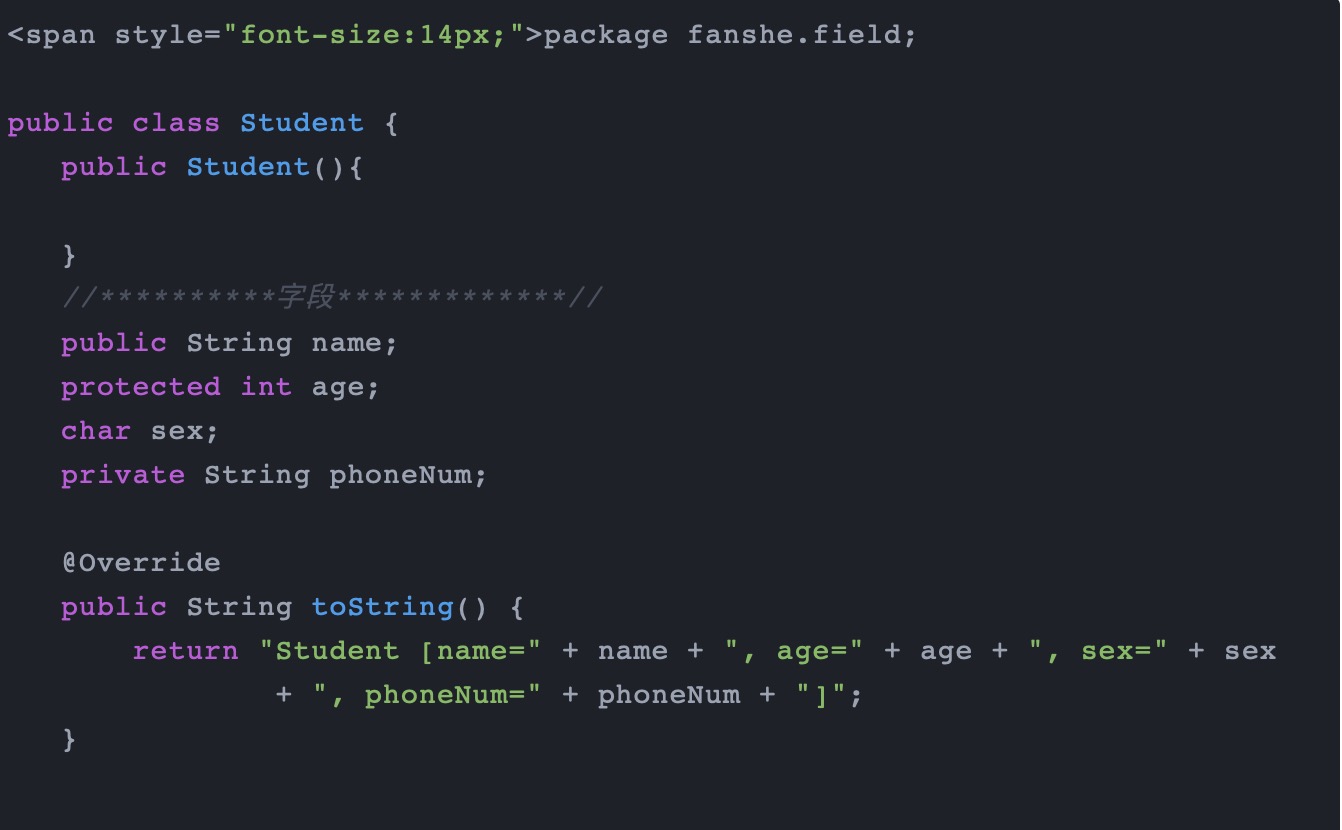 <span style="font-size:14px;">package fanshe.field;
public class Student {
public Student(){
}
//**********字段*************//
public String name;
protected int age;
char sex;
private String phoneNum;
@Override
public String toString() {
return "Student [name=" + name + ", age=" + age + ", sex=" + sex
+ ", phoneNum=" + phoneNum + "]";
}